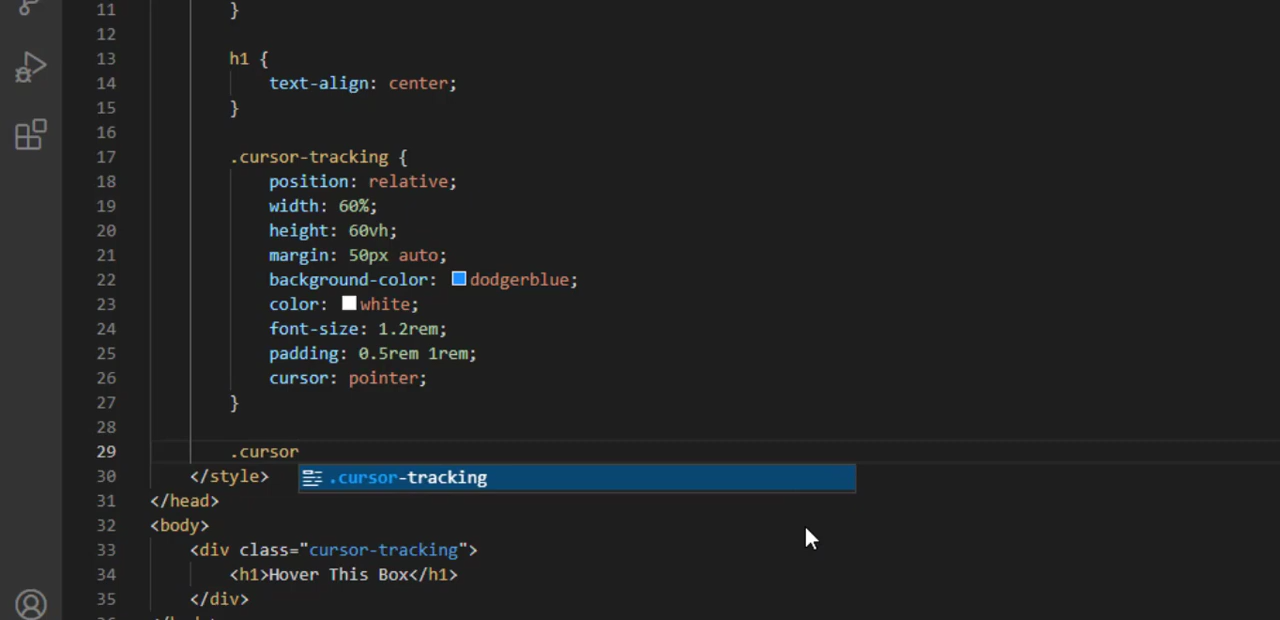 11 }
12
13 h1 {
14 text-align: center;
15 }
16
17 .cursor-tracking {
18 position: relative;
19 width: 60%;
20 height: 60vh;
21 margin: 50px auto;
22 background-color: dodgerblue;
23 color: white;
24 font-size: 1.2rem;
25 padding: 0.5rem 1rem;
26 cursor: pointer;
27 }
28
29 .cursor
30 </style> .cursor-tracking
31 </head>
32 <body>
33 <div class="cursor-tracking">
34 <h1>Hover This Box</h1>
35 </div>